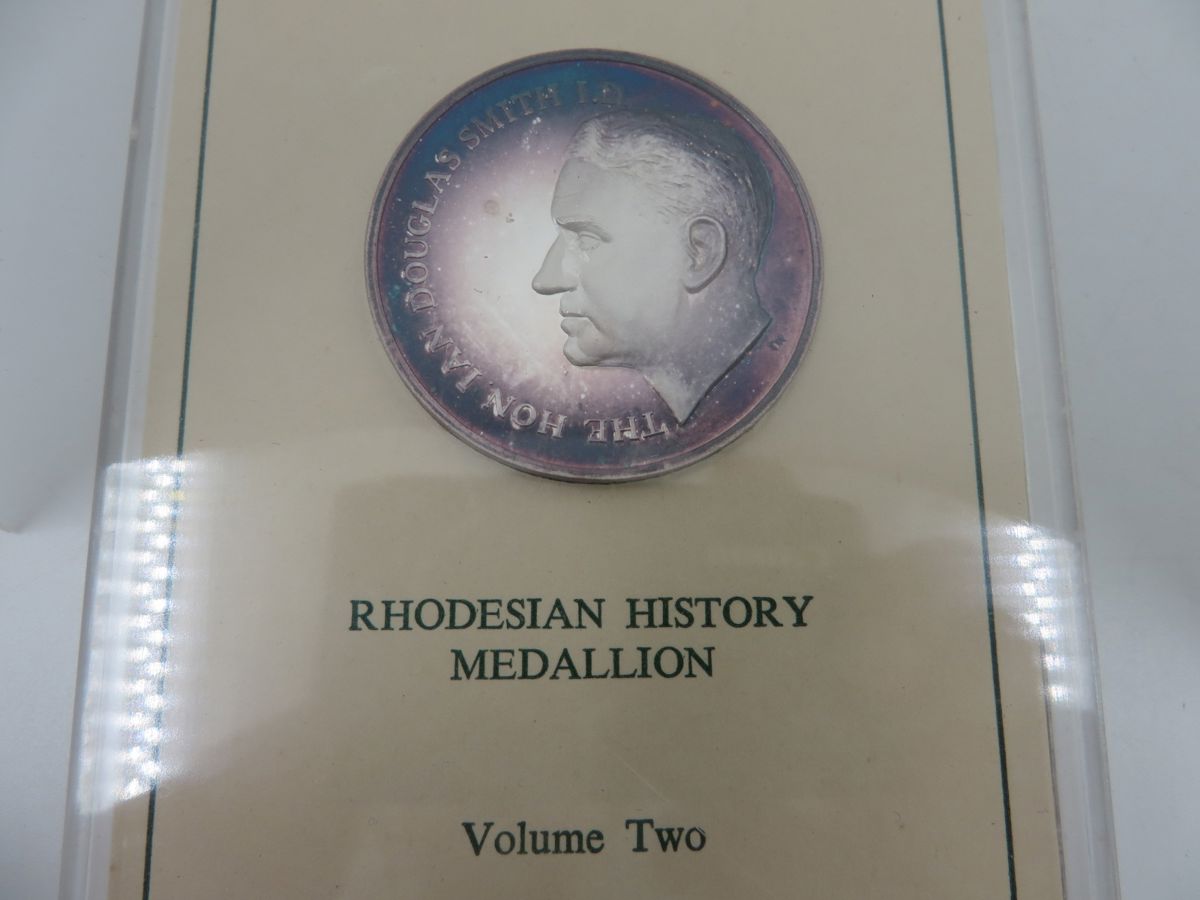 THE HON. IAN DOUGLAS SMITH I.D.
RHODESIAN HISTORY
MEDALLION
Volume Two